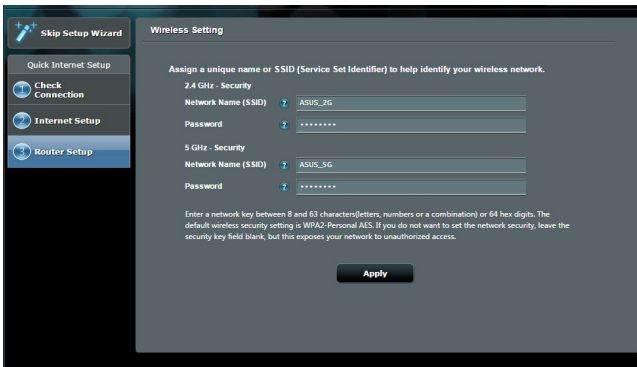 Skip Setup Wizard
Quick Internet Setup
1 Check
Connection
2 Internet Setup
3 Router Setup
Wireless Setting
Assign a unique name or SSID (Service Set Identifier) to help identify your wireless network.
2.4 GHz - Security
Network Name (SSID) ? ASUS_2G
Password ? ••••••••
5 GHz - Security
Network Name (SSID) ? ASUS_5G
Password ? ••••••••
Enter a network key between 8 and 63 characters(letters, numbers or a combination) or 64 hex digits. The
default wireless security setting is WPA2-Personal AES. If you do not want to set the network security, leave the
security key field blank, but this exposes your network to unauthorized access.
Apply